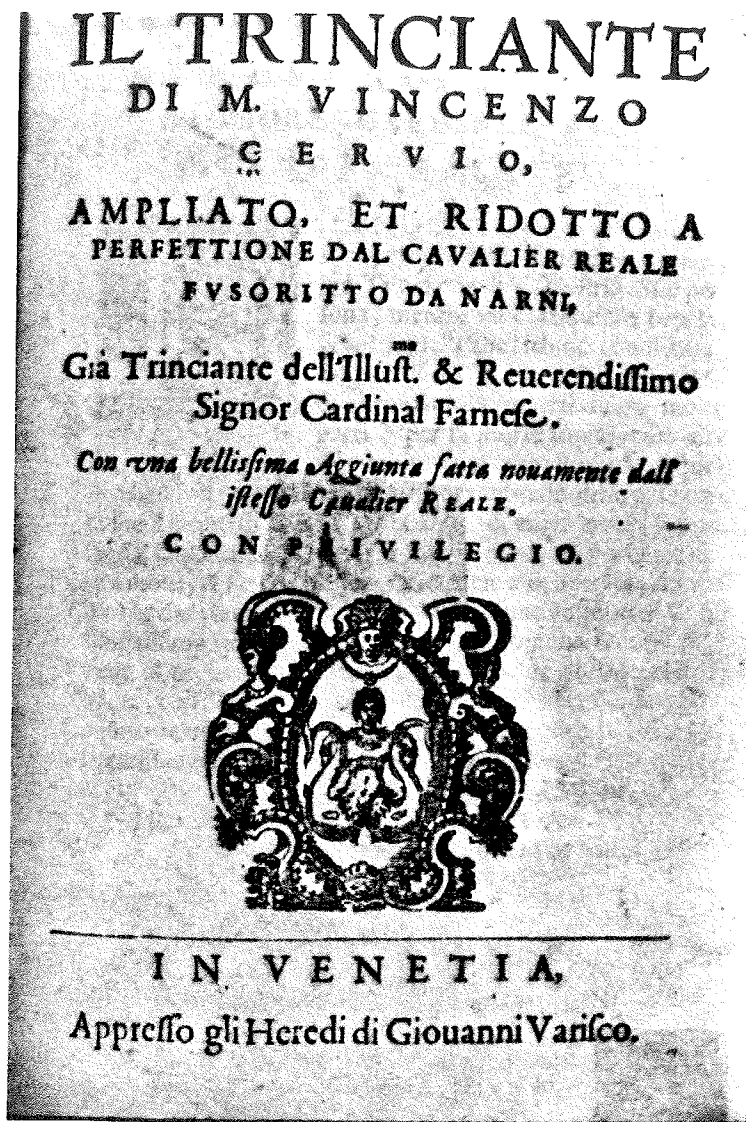 IL TRINCIANTE
DI M. VINCENZO
CERVIO,
AMPLIATO, ET RIDOTTO A
PERFETTIONE DAL CAVALIER REALE
FVSORITTO DA NARNI,
Già Trinciante dell'Illuſt.me & Reuerendiſſimo
Signor Cardinal Farneſe.
Con vna bellisſima Aggiunta fatta nouamente dall'
iſteſſo Caualier REALE.
CON PRIVILEGIO.
IN VENETIA,
Appreſſo gli Heredi di Giouanni Variſco.